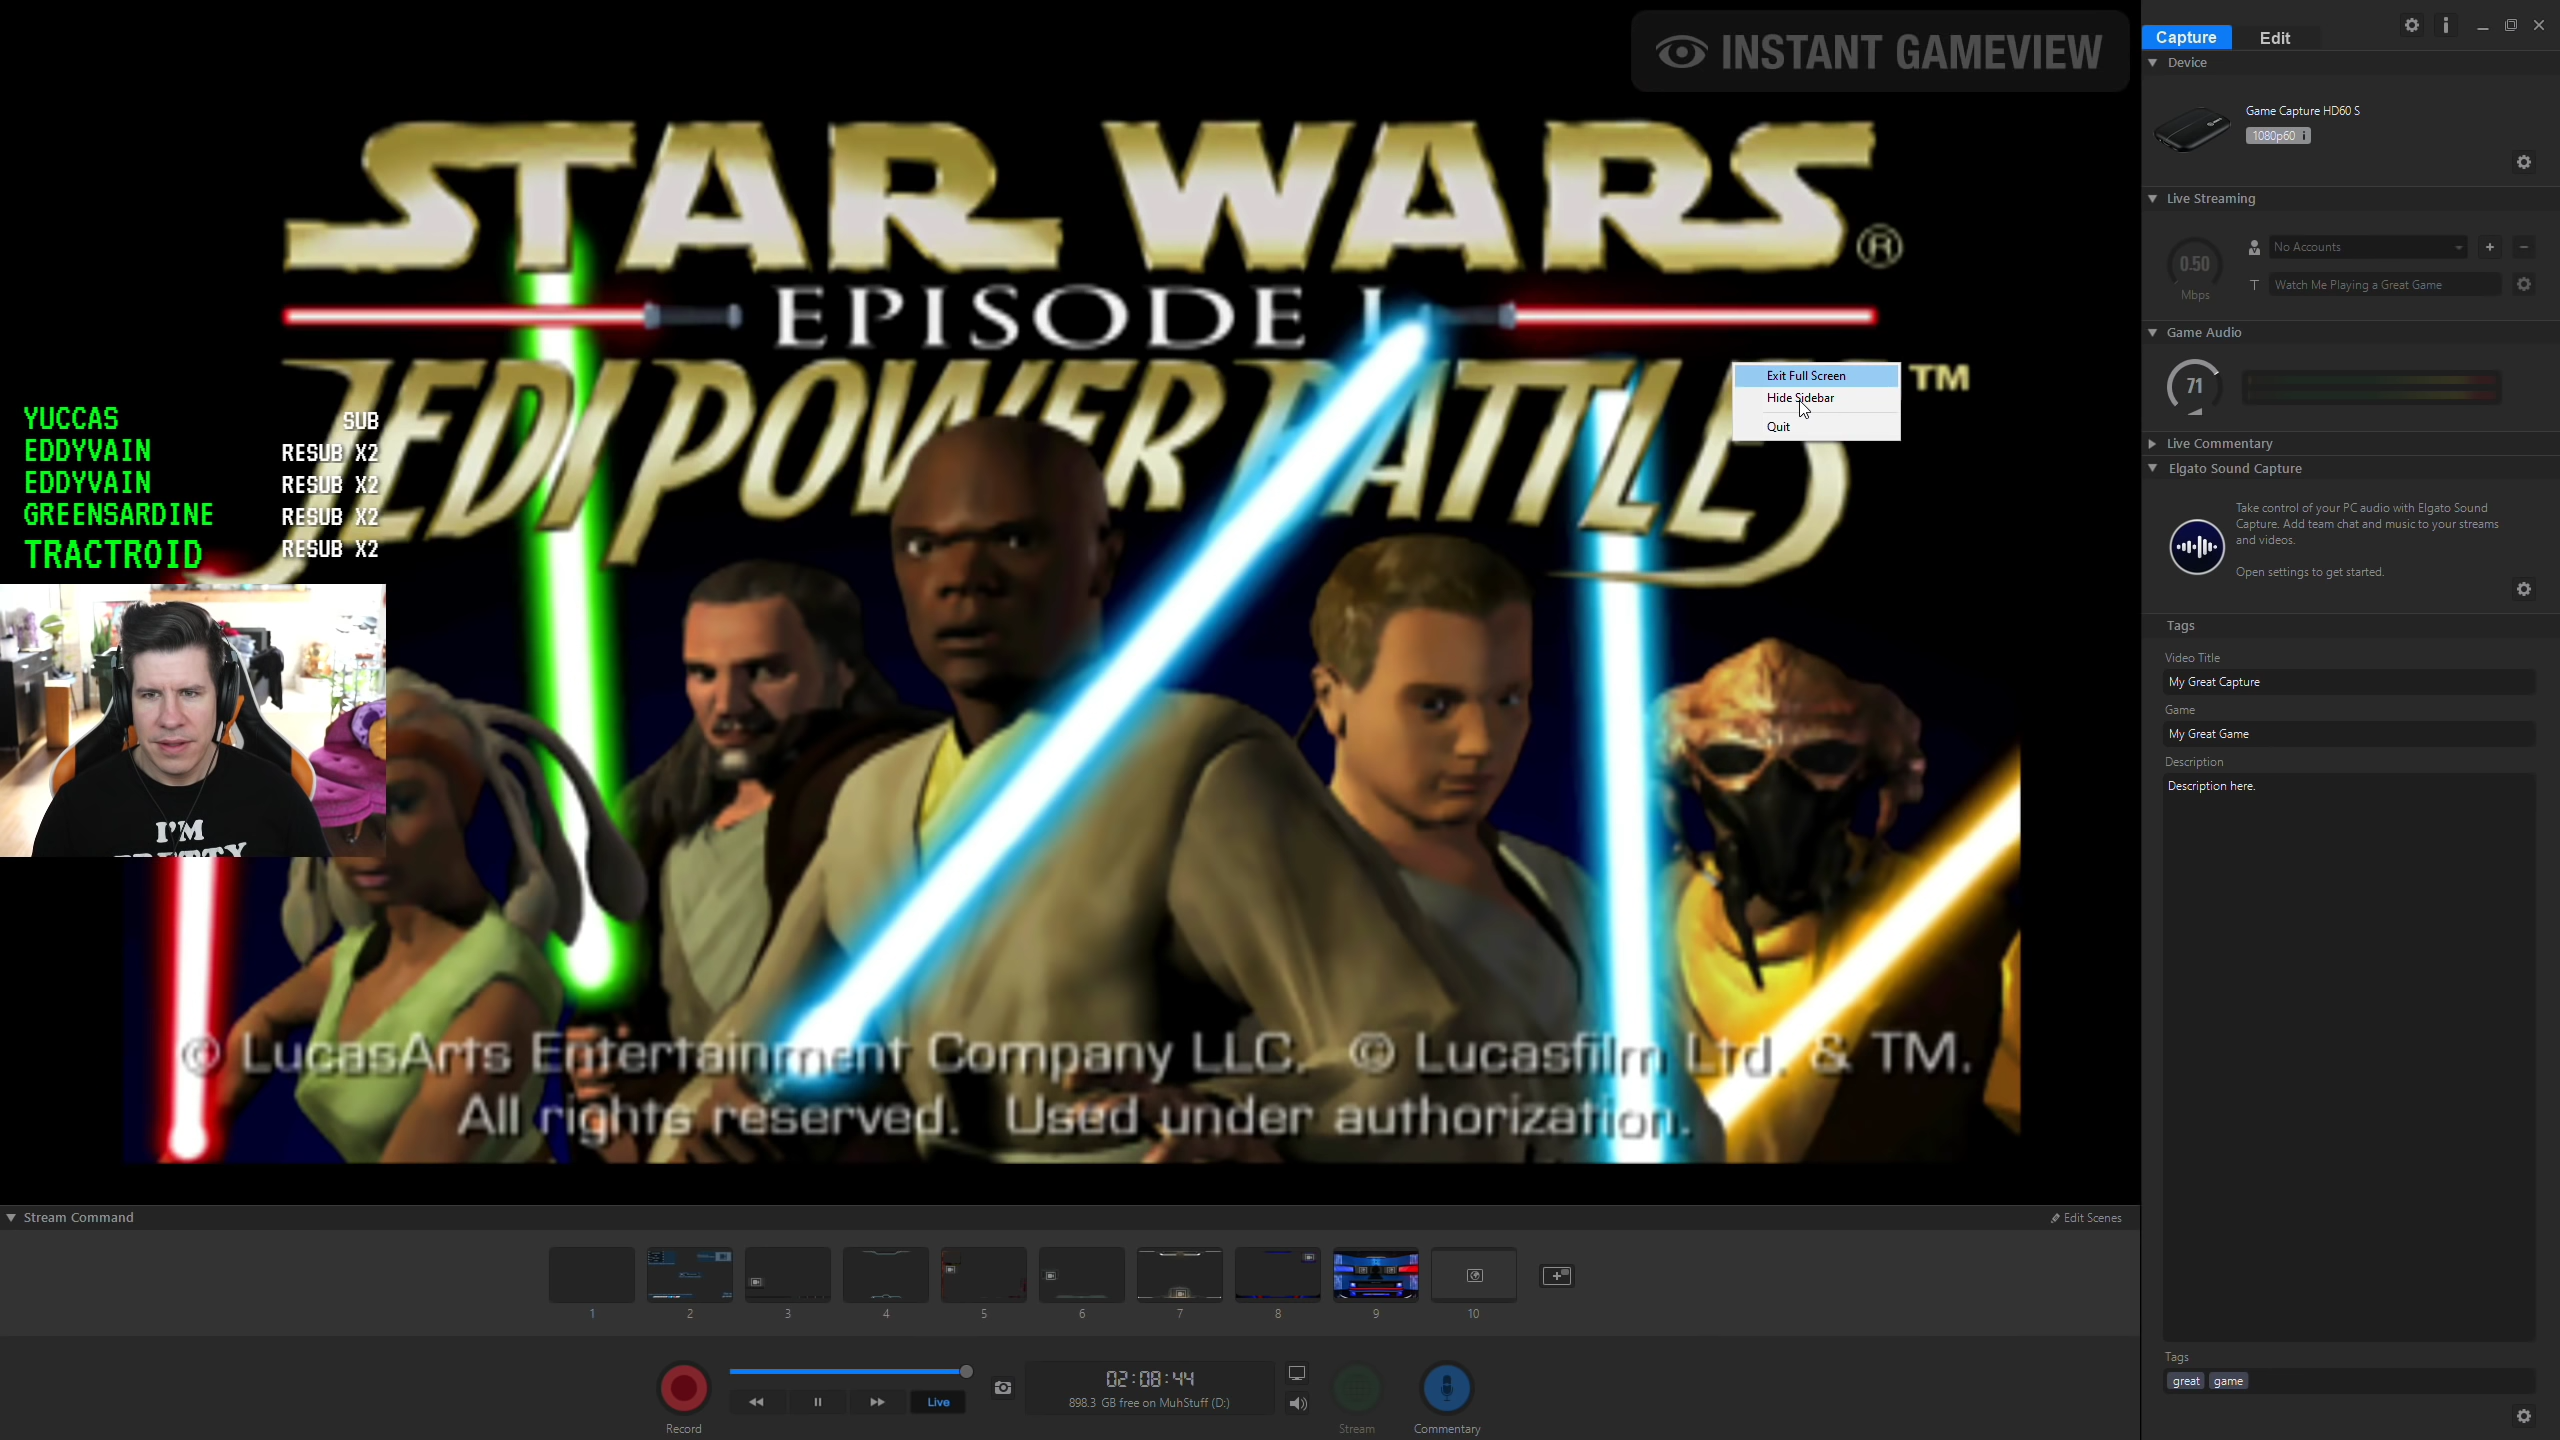 INSTANT GAMEVIEW
STAR WARS®
EPISODE I
JEDI POWER BATTLES™
Exit Full Screen
Hide Sidebar
Quit
YUCCAS SUB
EDDYVAIN RESUB X2
EDDYVAIN RESUB X2
GREENSARDINE RESUB X2
TRACTROID RESUB X2
I'M
PRETTY
© LucasArts Entertainment Company LLC. © Lucasfilm Ltd. & TM.
All rights reserved. Used under authorization.
Capture Edit
Device
Game Capture HD60 S
1080p60 i
Live Streaming
0.50
Mbps
No Accounts
T Watch Me Playing a Great Game
Game Audio
71
Live Commentary
Elgato Sound Capture
Take control of your PC audio with Elgato Sound
Capture. Add team chat and music to your streams
and videos.
Open settings to get started.
Tags
Video Title
My Great Capture
Game
My Great Game
Description
Description here.
Tags
great game
Stream Command
Edit Scenes
1 2 3 4 5 6 7 8 9 10
Live
02:08:44
898.3 GB free on MuhStuff (D:)
Record
Stream
Commentary